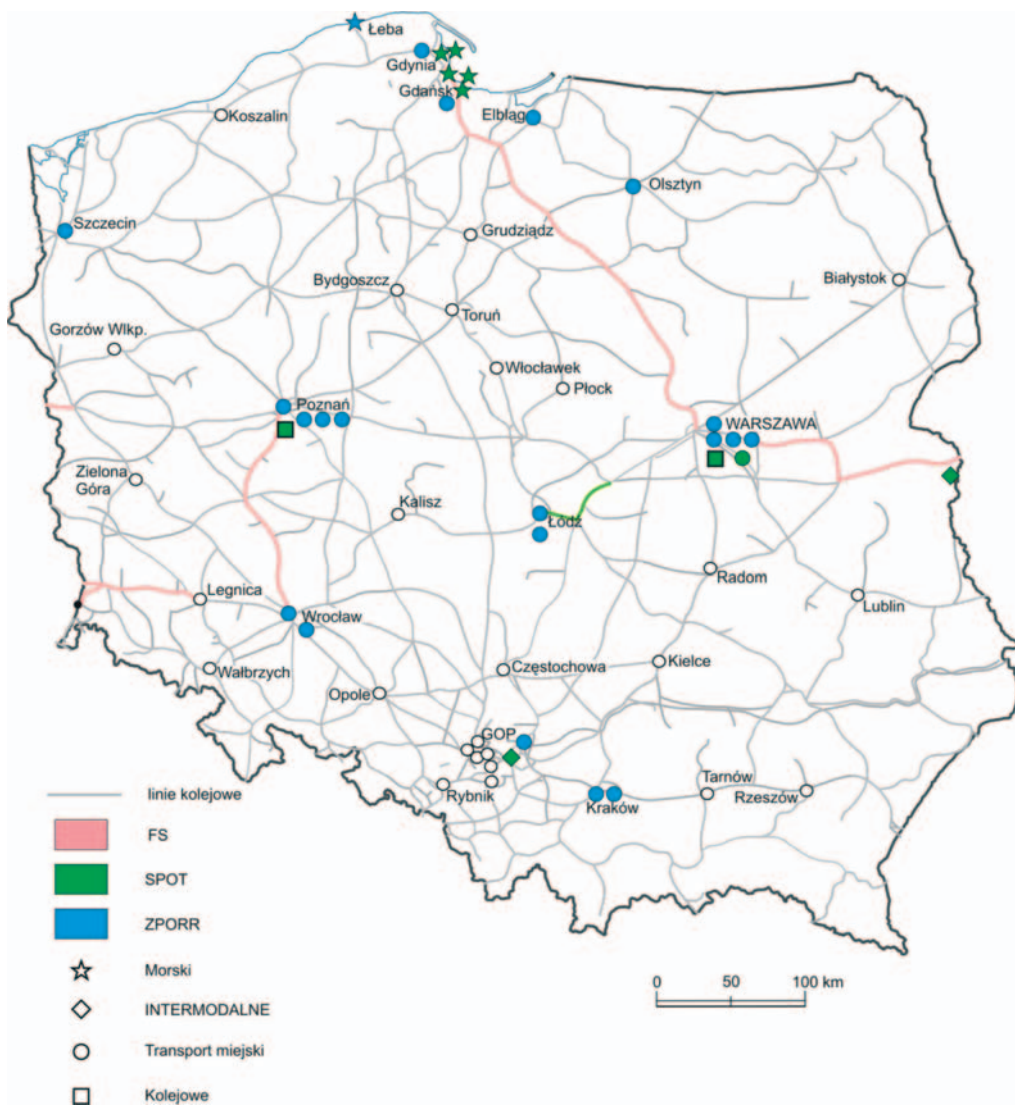 Łeba
Gdynia
Gdańsk
Elbląg
Koszalin
Olsztyn
Szczecin
Grudziądz
Białystok
Bydgoszcz
Toruń
Gorzów Wlkp.
Włocławek
Płock
Poznań
WARSZAWA
Zielona
Góra
Kalisz
Łódź
Radom
Legnica
Lublin
Wrocław
Wałbrzych
Częstochowa
Kielce
Opole
GOP
Rybnik
Kraków
Tarnów
Rzeszów
linie kolejowe
FS
SPOT
ZPORR
Morski
INTERMODALNE
Transport miejski
Kolejowe
0 50 100 km